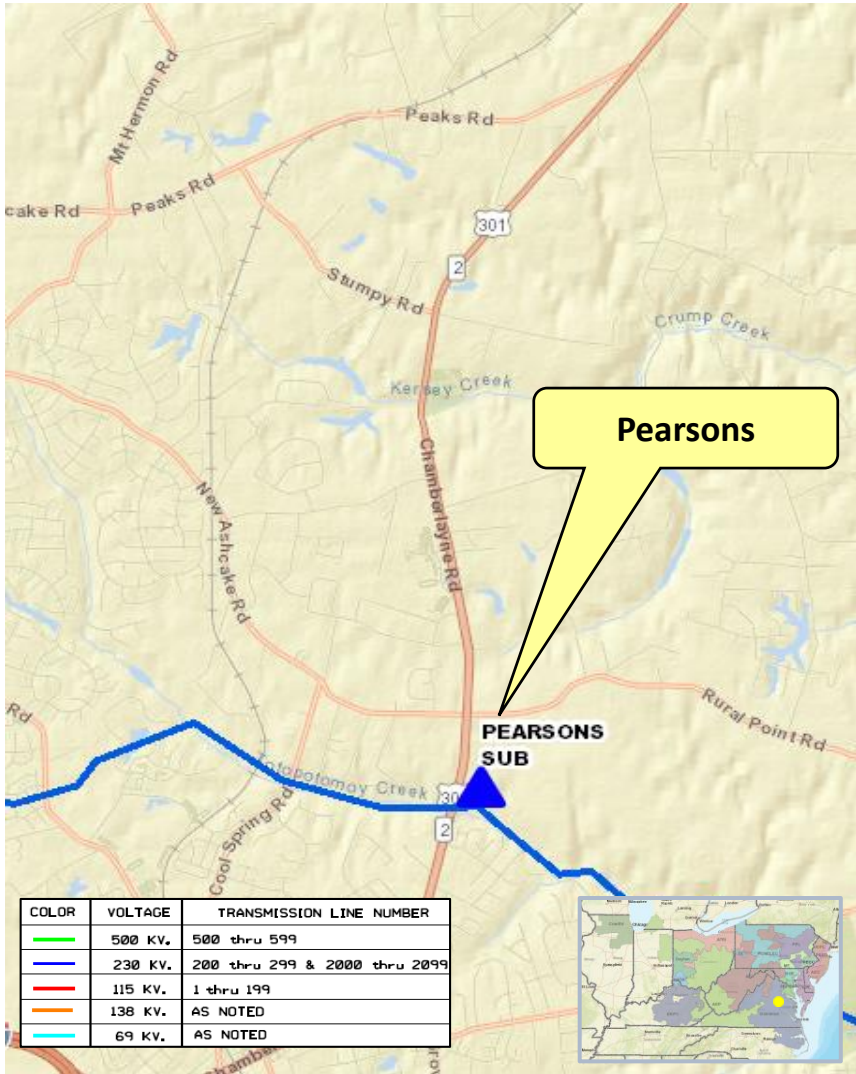 Mt Hermon Rd
Peaks Rd
cake Rd
Peaks Rd
301
2
Stumpy Rd
Crump Creek
Kersey Creek
Pearsons
Chamberlayne Rd
New Ashcake Rd
Rural Point Rd
Rd
PEARSONS
SUB
Totopotomoy Creek
30
2
Cool Spring Rd
COLOR VOLTAGE TRANSMISSION LINE NUMBER
500 KV. 500 thru 599
230 KV. 200 thru 299 & 2000 thru 2099
115 KV. 1 thru 199
138 KV. AS NOTED
69 KV. AS NOTED
Chamber